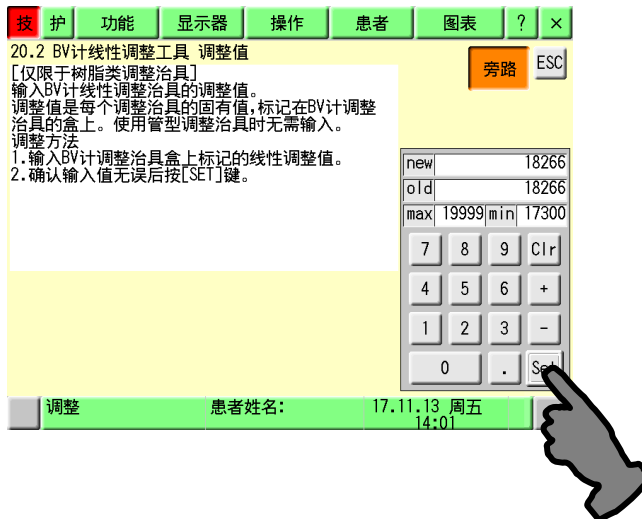 技 护 功能 显示器 操作 患者 图表 ? ×
20.2 BV计线性调整工具 调整值
旁路 ESC
[仅限于树脂类调整治具]
输入BV计线性调整治具的调整值。
调整值是每个调整治具的固有值,标记在BV计调整
治具的盒上。使用管型调整治具时无需输入。
调整方法
1.输入BV计调整治具盒上标记的线性调整值。
2.确认输入值无误后按[SET]键。
new 18266
old 18266
max 19999 min 17300
7 8 9 Clr
4 5 6 +
1 2 3 -
0 .
调整 患者姓名: 17.11.13 周五
14:01